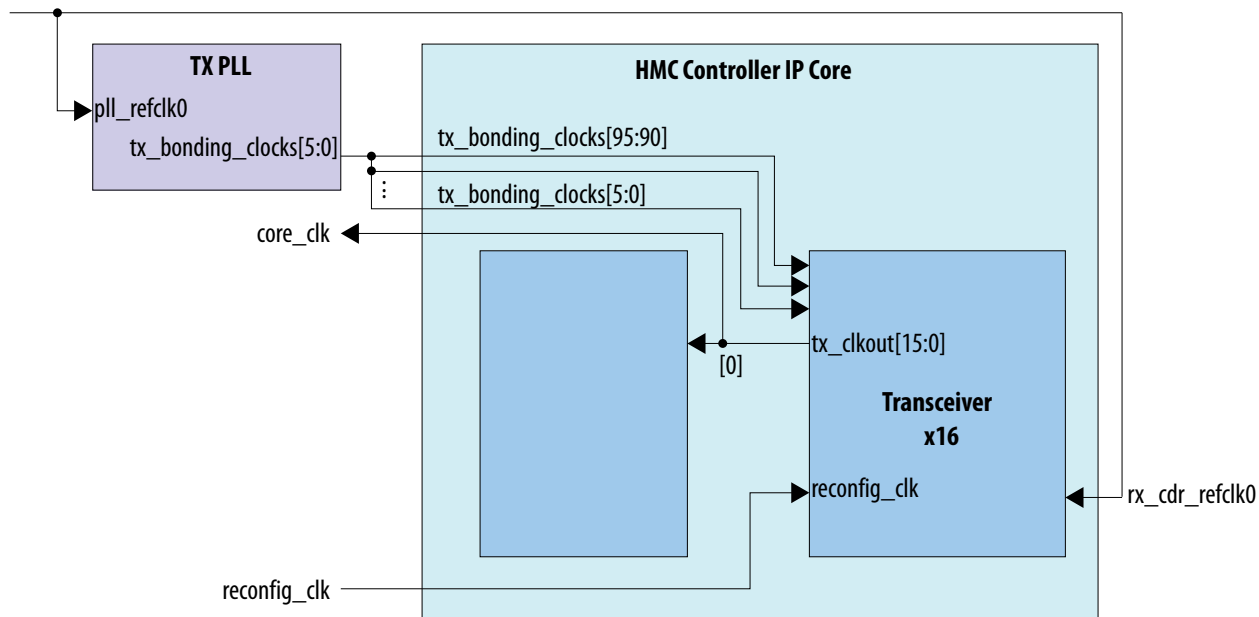 TX PLL
HMC Controller IP Core
pll_refclk0
tx_bonding_clocks[5:0]
tx_bonding_clocks[95:90]
⋮
tx_bonding_clocks[5:0]
core_clk
tx_clkout[15:0]
[0]
Transceiver
x16
reconfig_clk
rx_cdr_refclk0
reconfig_clk